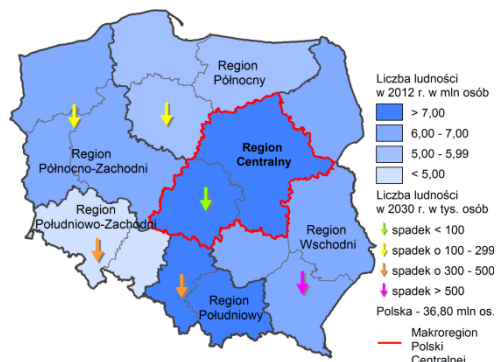 Region
Północny
Region
Północno-Zachodni
Region
Centralny
Region
Południowo-Zachodni
Region
Wschodni
Region
Południowy
Liczba ludności
w 2012 r. w mln osób
> 7,00
6,00 - 7,00
5,00 - 5,99
< 5,00
Liczba ludności
w 2030 r. w tys. osób
spadek < 100
spadek o 100 - 299
spadek o 300 - 500
spadek > 500
Polska - 36,80 mln os.
Makroregion
Polski
Centralnej